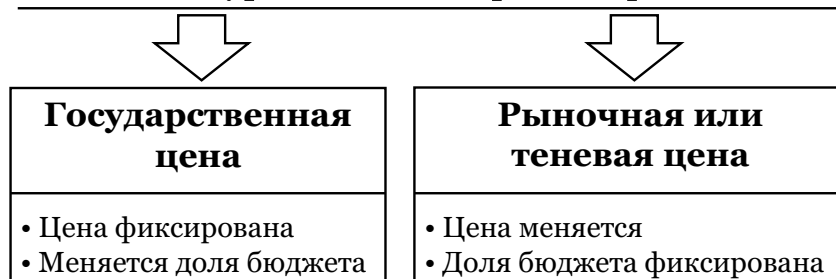 Государственная
цена
• Цена фиксирована
• Меняется доля бюджета
Рыночная или
теневая цена
• Цена меняется
• Доля бюджета фиксирована